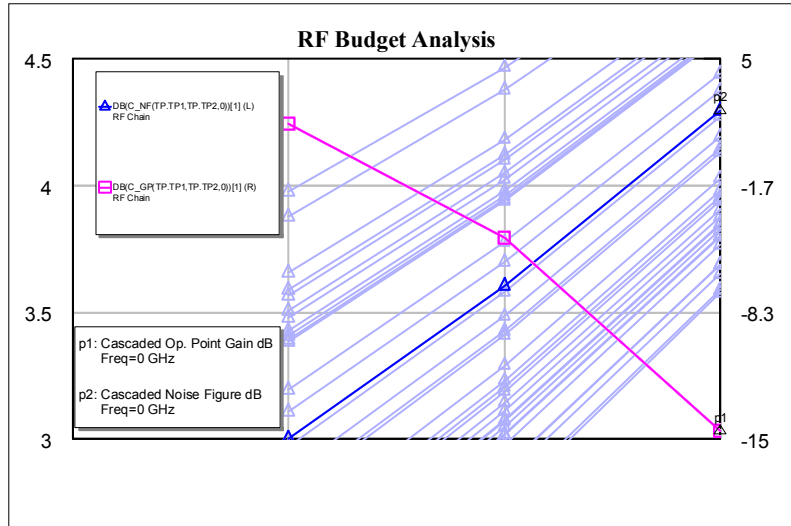 RF Budget Analysis
4.5
4
3.5
3
5
-1.7
-8.3
-15
DB(C_NF(TP.TP1,TP.TP2,0))[1] (L)
RF Chain
DB(C_GP(TP.TP1,TP.TP2,0))[1] (R)
RF Chain
p1: Cascaded Op. Point Gain dB
Freq=0 GHz
p2: Cascaded Noise Figure dB
Freq=0 GHz
p2
p1